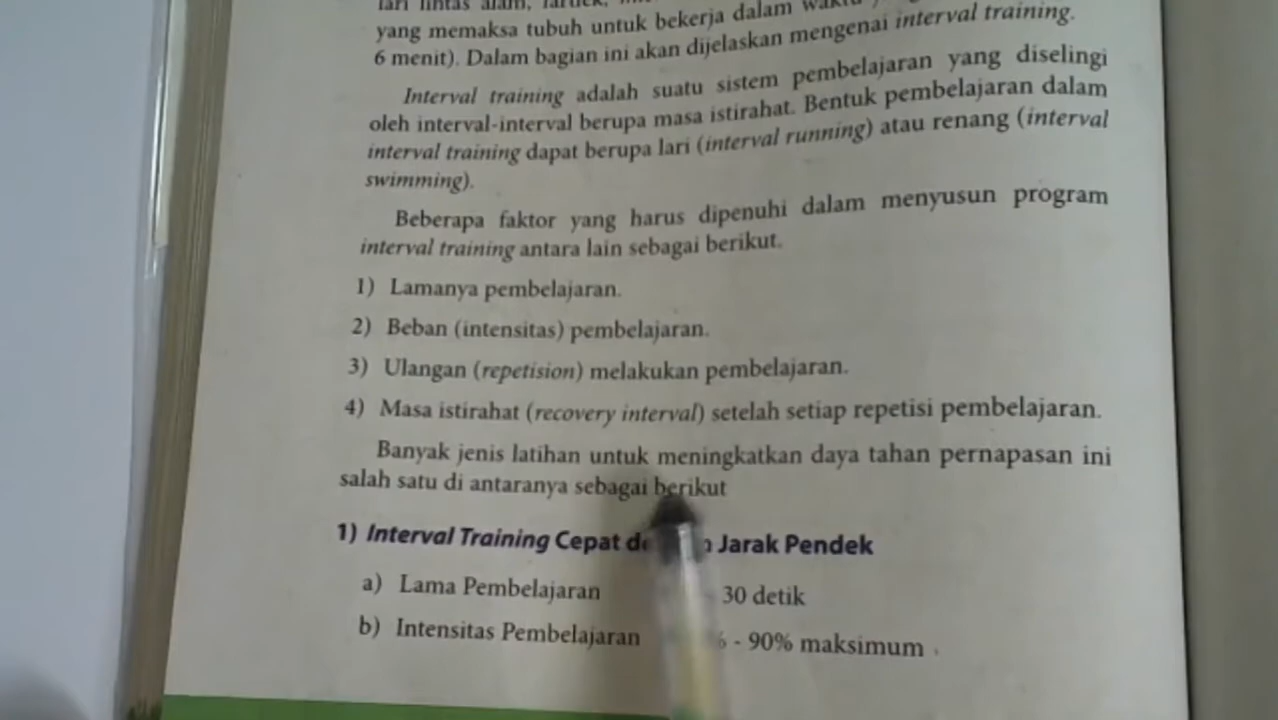 lari lintas alam,
yang memaksa tubuh untuk bekerja dalam
6 menit). Dalam bagian ini akan dijelaskan mengenai interval training.
Interval training adalah suatu sistem pembelajaran yang diselingi
oleh interval-interval berupa masa istirahat. Bentuk pembelajaran dalam
interval training dapat berupa lari (interval running) atau renang (interval
swimming).
Beberapa faktor yang harus dipenuhi dalam menyusun program
interval training antara lain sebagai berikut.
1) Lamanya pembelajaran.
2) Beban (intensitas) pembelajaran.
3) Ulangan (repetision) melakukan pembelajaran.
4) Masa istirahat (recovery interval) setelah setiap repetisi pembelajaran.
Banyak jenis latihan untuk meningkatkan daya tahan pernapasan ini
salah satu di antaranya sebagai berikut
1) Interval Training Cepat Jarak Pendek
a) Lama Pembelajaran 30 detik
b) Intensitas Pembelajaran - 90% maksimum